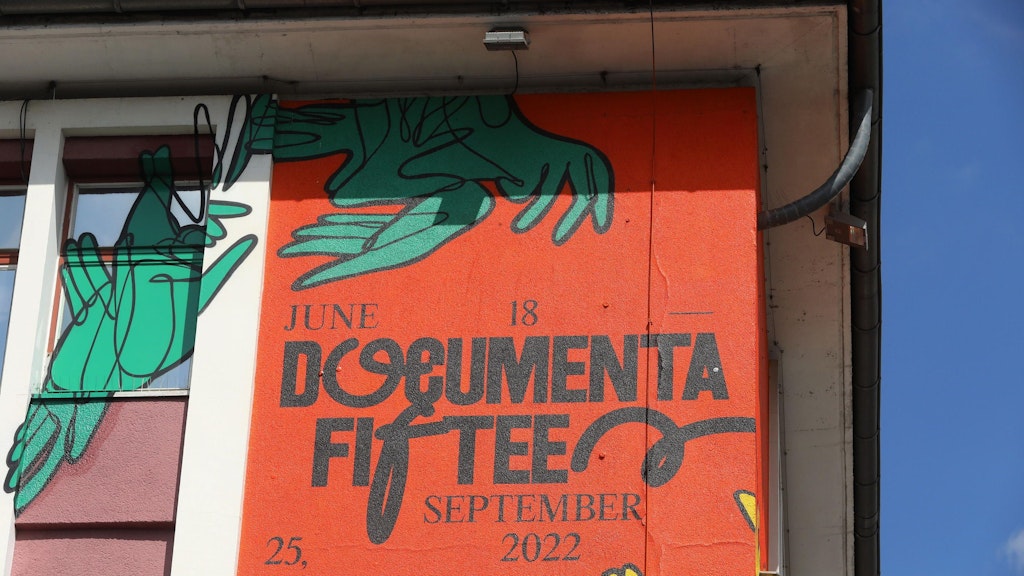 JUNE 18 —
DOCUMENTA
FIFTEEN
SEPTEMBER
25, 2022